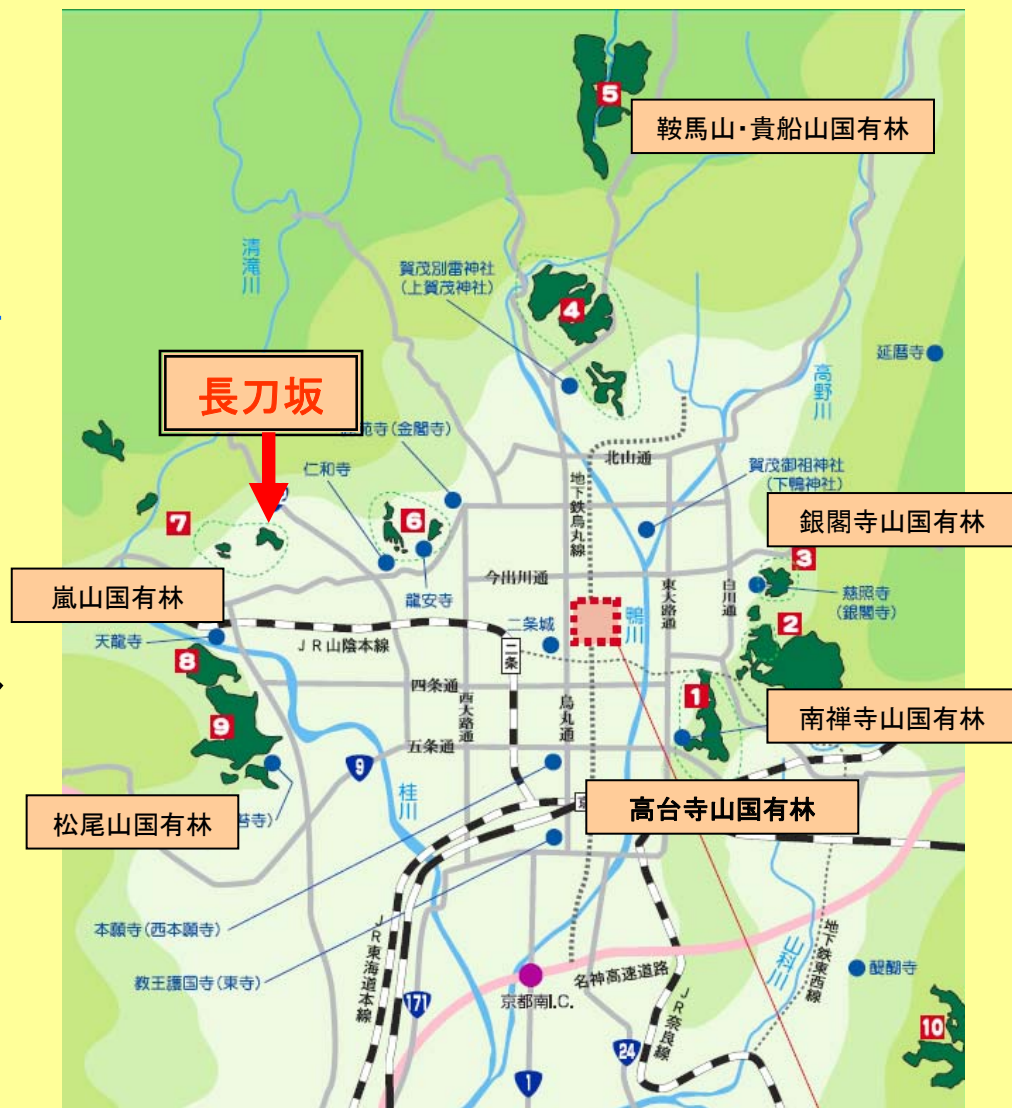 5
鞍馬山・貴船山国有林
清滝川
賀茂別雷神社
(上賀茂神社)
4
延暦寺
高野川
長刀坂
苑寺(金閣寺)
北山通
仁和寺
地下鉄烏丸線
賀茂御祖神社
(下鴨神社)
7
6
銀閣寺山国有林
3
今出川通
東大路通
白川通
慈照寺
(銀閣寺)
嵐山国有林
龍安寺
二条城
鴨川
2
天龍寺
JR山陰本線
二条
8
四条通
西大路通
烏丸通
1
南禅寺山国有林
9
五条通
9
桂川
高台寺山国有林
松尾山国有林
苔寺)
京
本願寺(西本願寺)
JR東海道本線
山科川
地下鉄東西線
教王護国寺(東寺)
名神高速道路
醍醐寺
京都南I.C.
171
JR奈良線
10
24
1